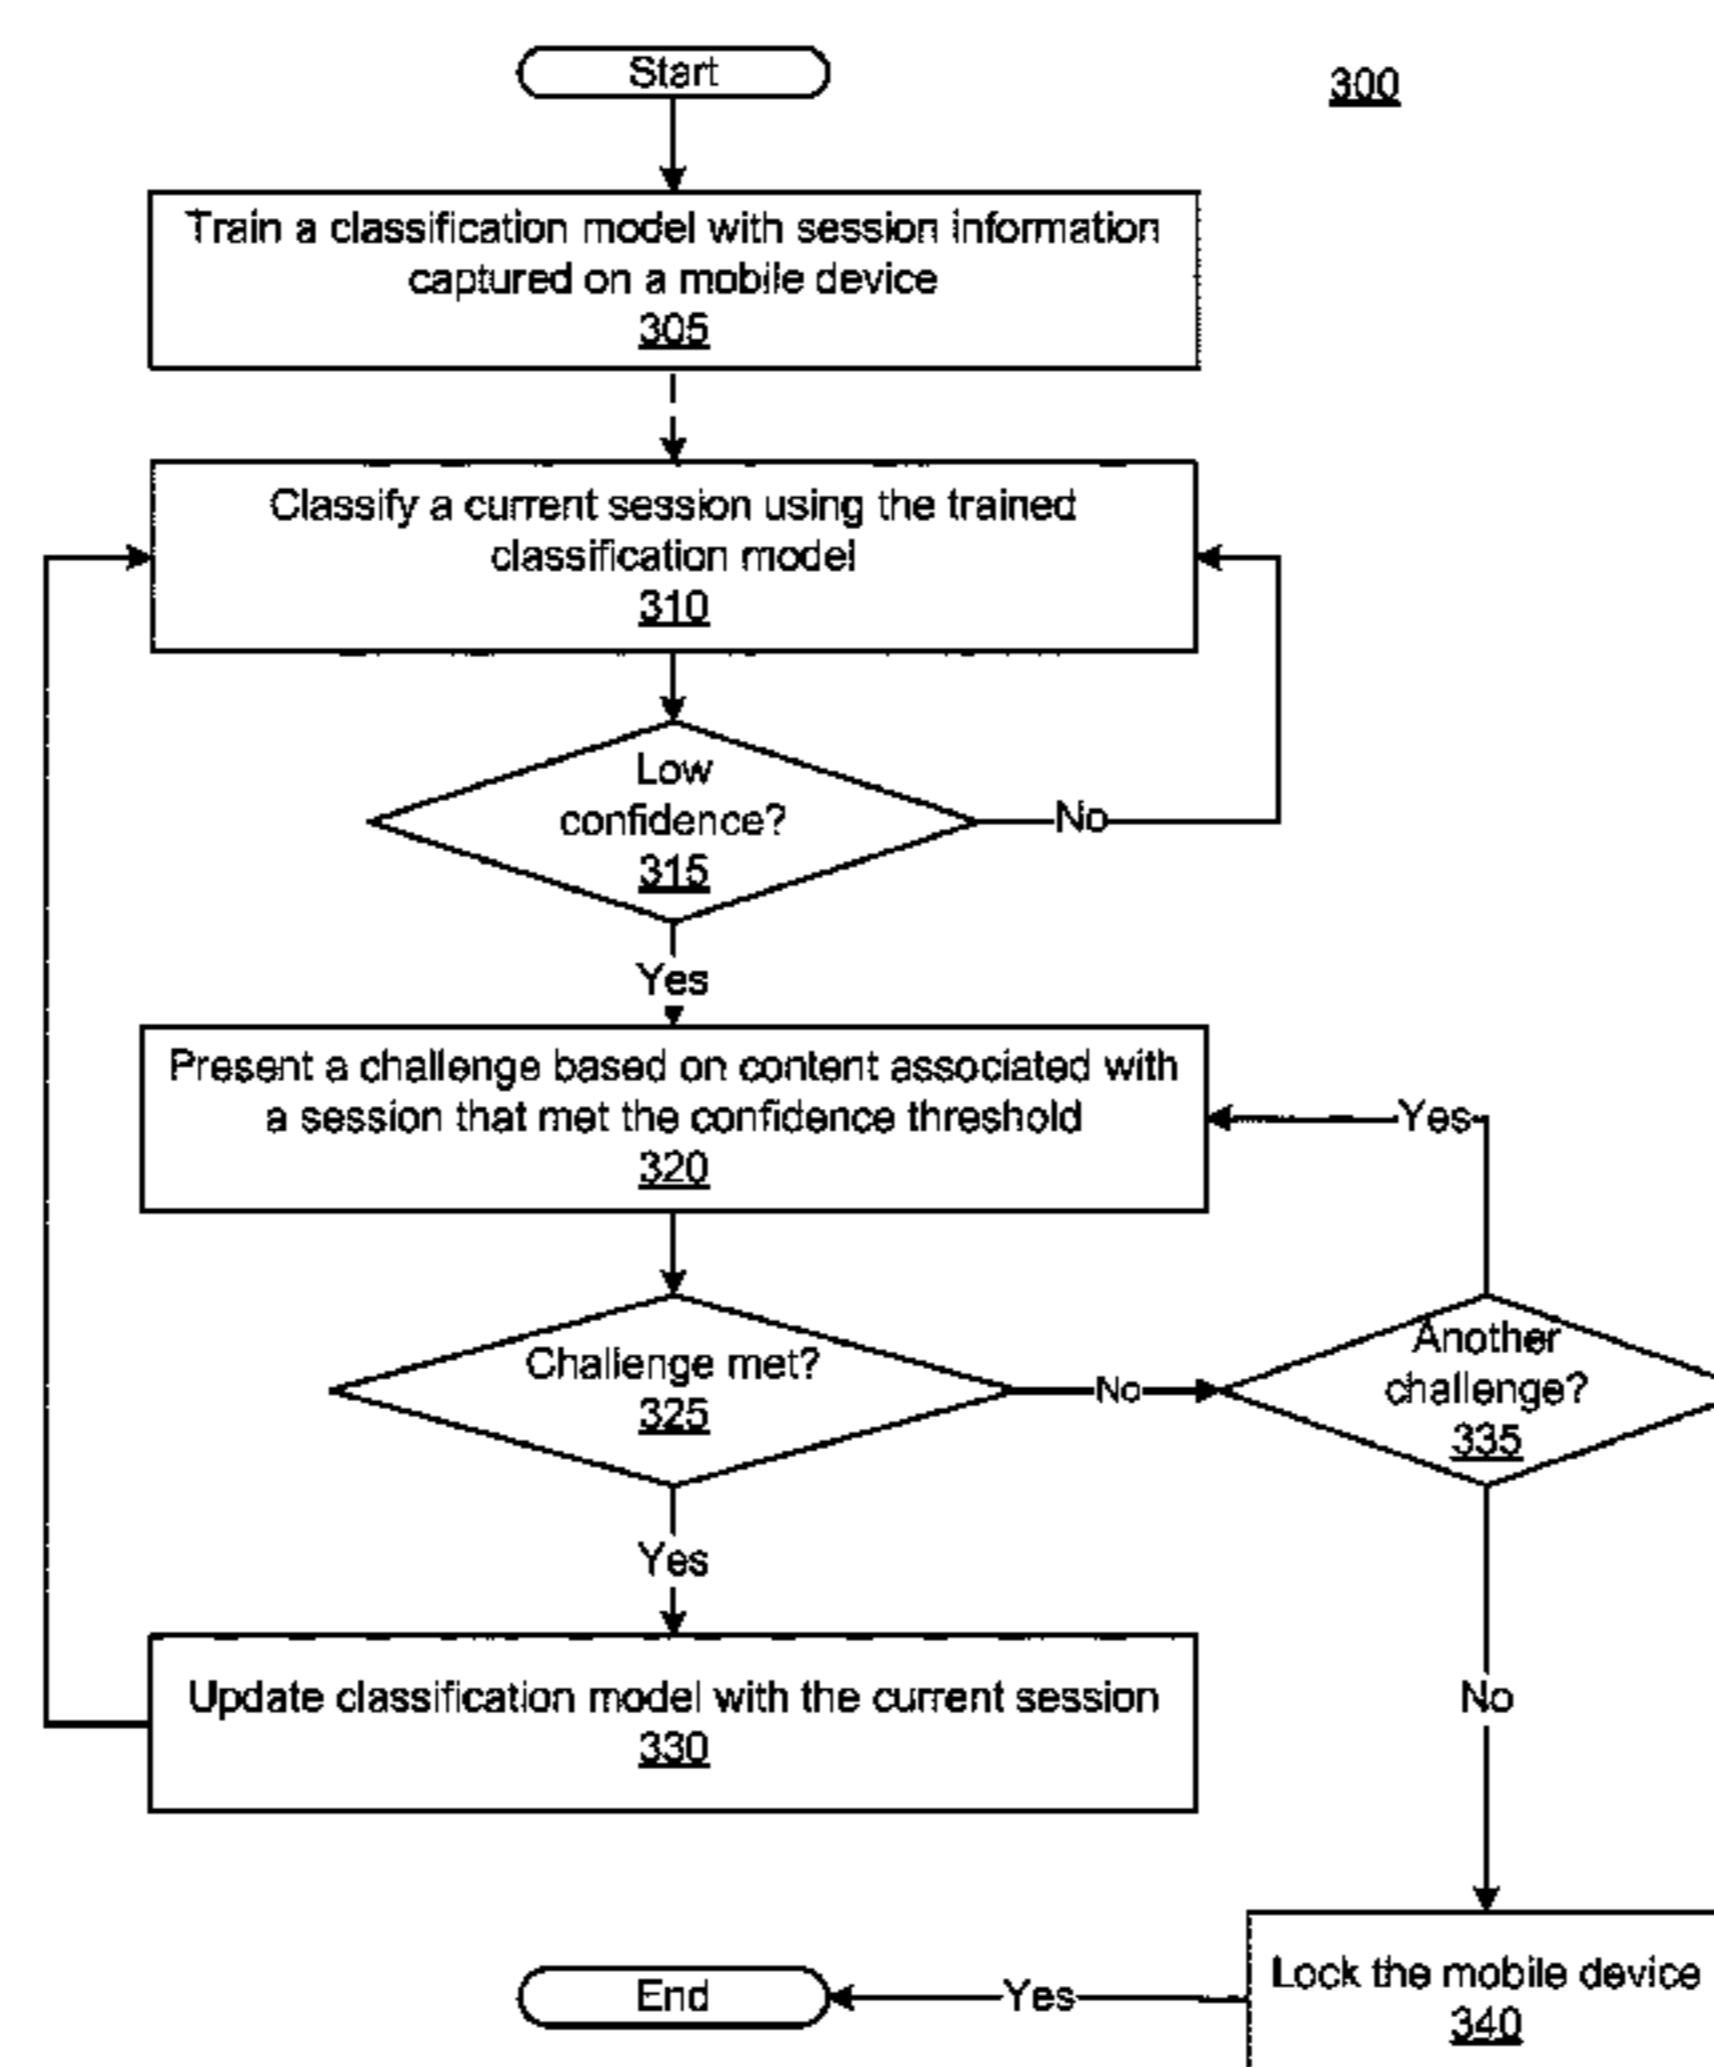 Start
300
Train a classification model with session information
captured on a mobile device
305
Classify a current session using the trained
classification model
310
Low
confidence?
315
No
Yes
Present a challenge based on content associated with
a session that met the confidence threshold
320
Yes
Challenge met?
325
No
Another
challenge?
335
Yes
Update classification model with the current session
330
No
Lock the mobile device
340
Yes
End